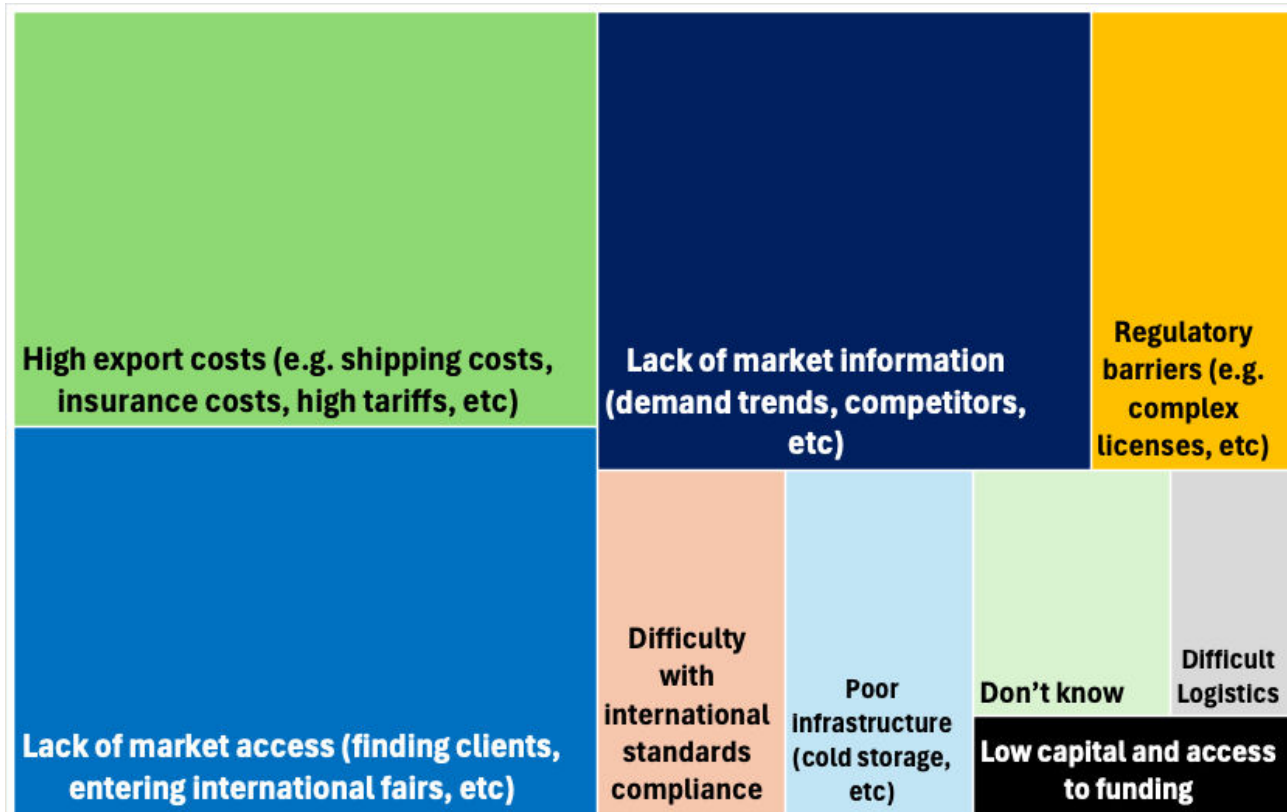 High export costs (e.g. shipping costs,
insurance costs, high tariffs, etc)
Lack of market access (finding clients,
entering international fairs, etc)
Lack of market information
(demand trends, competitors,
etc)
Regulatory
barriers (e.g.
complex
licenses, etc)
Difficulty
with
international
standards
compliance
Poor
infrastructure
(cold storage,
etc)
Don’t know
Difficult
Logistics
Low capital and access
to funding